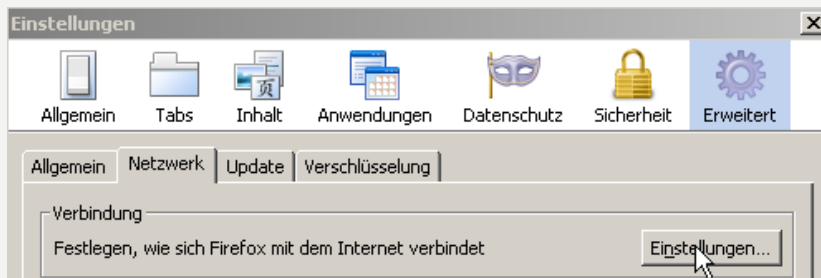 Einstellungen
Allgemein Tabs Inhalt Anwendungen Datenschutz Sicherheit Erweitert
Allgemein Netzwerk Update Verschlüsselung
Verbindung
Festlegen, wie sich Firefox mit dem Internet verbindet Einstellungen...